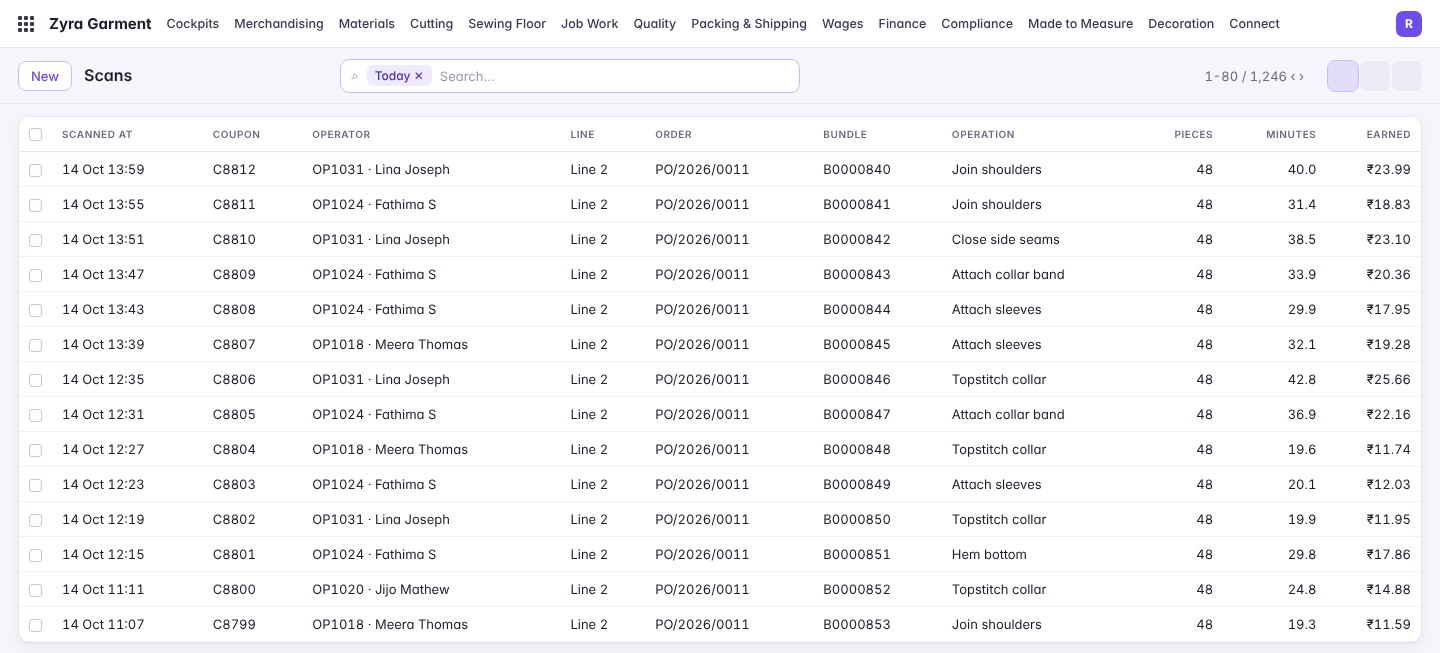 Zyra Garment Cockpits Merchandising Materials Cutting Sewing Floor Job Work Quality Packing & Shipping Wages Finance Compliance Made to Measure Decoration Connect R
New Scans Today ✕ Search... 1-80 / 1,246 ‹ ›
SCANNED AT COUPON OPERATOR LINE ORDER BUNDLE OPERATION PIECES MINUTES EARNED
14 Oct 13:59 C8812 OP1031 · Lina Joseph Line 2 PO/2026/0011 B0000840 Join shoulders 48 40.0 ₹23.99
14 Oct 13:55 C8811 OP1024 · Fathima S Line 2 PO/2026/0011 B0000841 Join shoulders 48 31.4 ₹18.83
14 Oct 13:51 C8810 OP1031 · Lina Joseph Line 2 PO/2026/0011 B0000842 Close side seams 48 38.5 ₹23.10
14 Oct 13:47 C8809 OP1024 · Fathima S Line 2 PO/2026/0011 B0000843 Attach collar band 48 33.9 ₹20.36
14 Oct 13:43 C8808 OP1024 · Fathima S Line 2 PO/2026/0011 B0000844 Attach sleeves 48 29.9 ₹17.95
14 Oct 13:39 C8807 OP1018 · Meera Thomas Line 2 PO/2026/0011 B0000845 Attach sleeves 48 32.1 ₹19.28
14 Oct 12:35 C8806 OP1031 · Lina Joseph Line 2 PO/2026/0011 B0000846 Topstitch collar 48 42.8 ₹25.66
14 Oct 12:31 C8805 OP1024 · Fathima S Line 2 PO/2026/0011 B0000847 Attach collar band 48 36.9 ₹22.16
14 Oct 12:27 C8804 OP1018 · Meera Thomas Line 2 PO/2026/0011 B0000848 Topstitch collar 48 19.6 ₹11.74
14 Oct 12:23 C8803 OP1024 · Fathima S Line 2 PO/2026/0011 B0000849 Attach sleeves 48 20.1 ₹12.03
14 Oct 12:19 C8802 OP1031 · Lina Joseph Line 2 PO/2026/0011 B0000850 Topstitch collar 48 19.9 ₹11.95
14 Oct 12:15 C8801 OP1024 · Fathima S Line 2 PO/2026/0011 B0000851 Hem bottom 48 29.8 ₹17.86
14 Oct 11:11 C8800 OP1020 · Jijo Mathew Line 2 PO/2026/0011 B0000852 Topstitch collar 48 24.8 ₹14.88
14 Oct 11:07 C8799 OP1018 · Meera Thomas Line 2 PO/2026/0011 B0000853 Join shoulders 48 19.3 ₹11.59